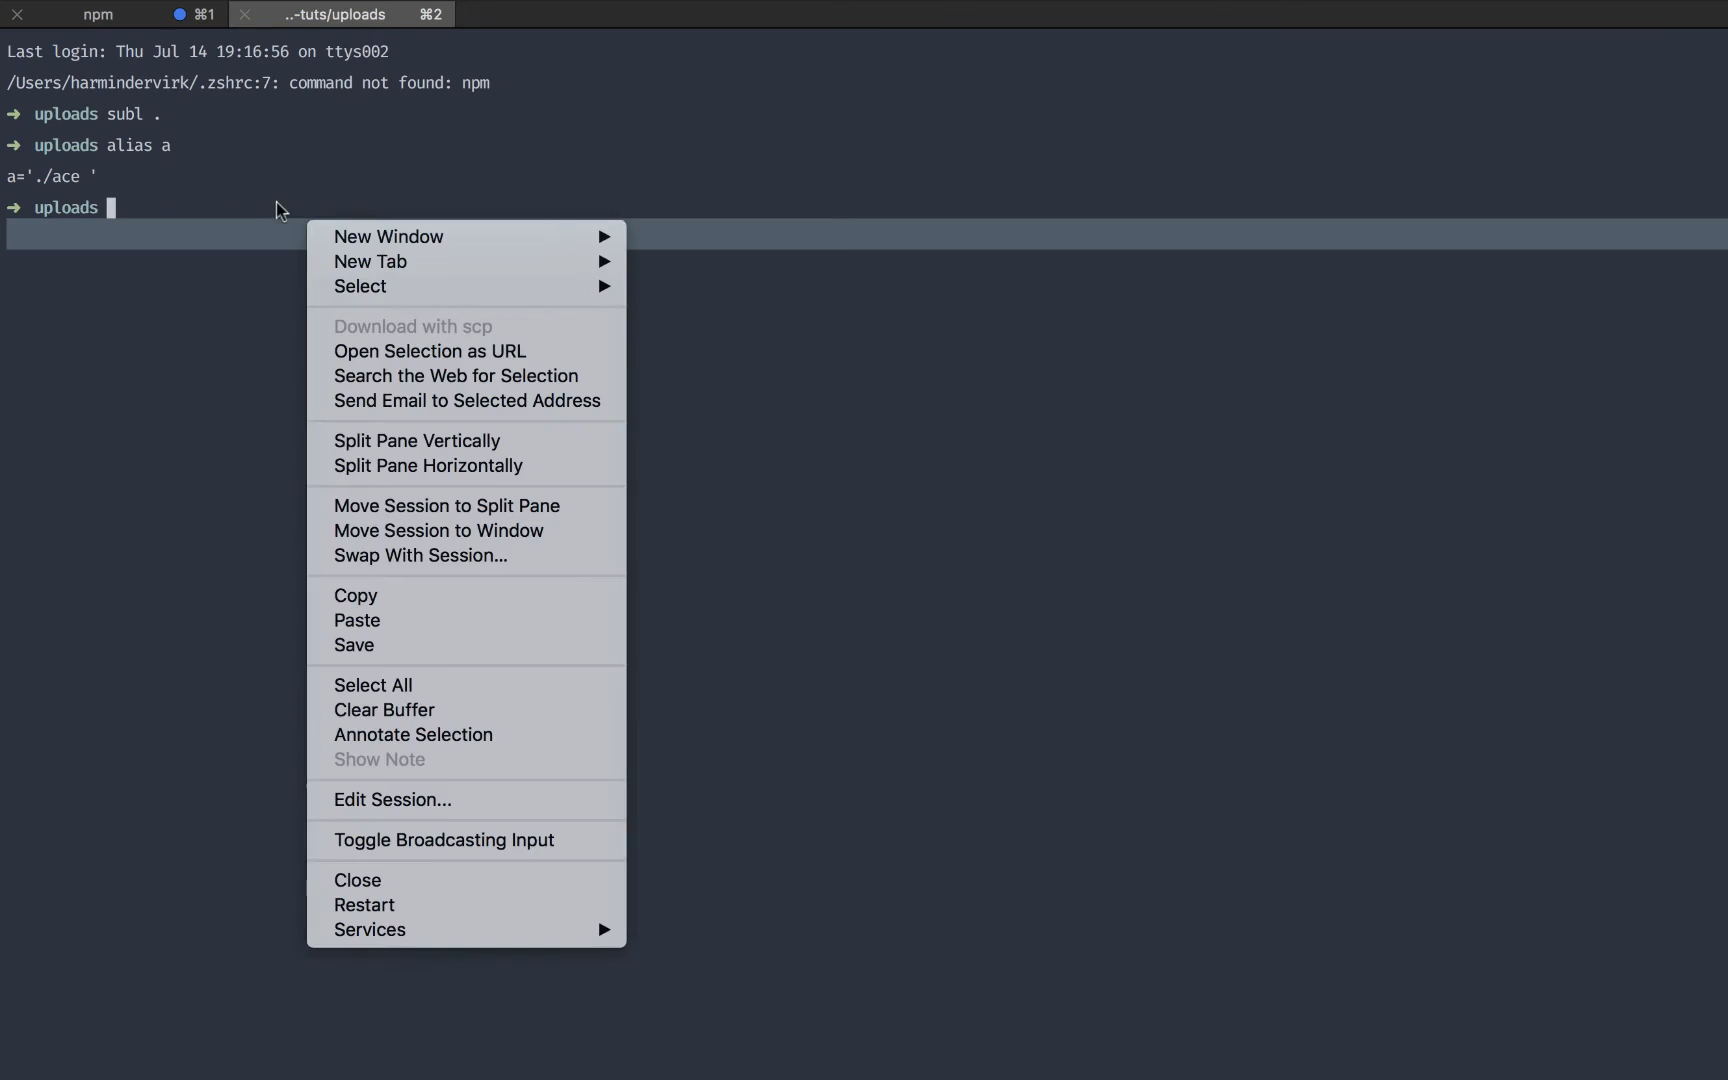 npm ⌘1 ..-tuts/uploads ⌘2
Last login: Thu Jul 14 19:16:56 on ttys002
/Users/harmindervirk/.zshrc:7: command not found: npm
➜ uploads subl .
➜ uploads alias a
a='./ace '
➜ uploads
New Window
New Tab
Select
Download with scp
Open Selection as URL
Search the Web for Selection
Send Email to Selected Address
Split Pane Vertically
Split Pane Horizontally
Move Session to Split Pane
Move Session to Window
Swap With Session...
Copy
Paste
Save
Select All
Clear Buffer
Annotate Selection
Show Note
Edit Session...
Toggle Broadcasting Input
Close
Restart
Services